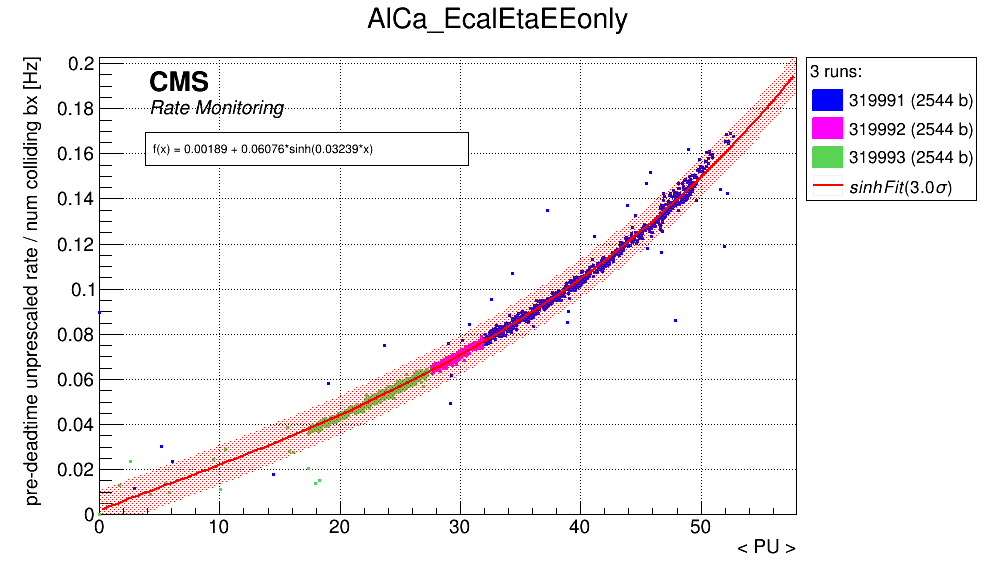 AlCa_EcalEtaEEonly
pre-deadtime unprescaled rate / num colliding bx [Hz]
0.2
0.18
0.16
0.14
0.12
0.1
0.08
0.06
0.04
0.02
0
CMS
Rate Monitoring
f(x) = 0.00189 + 0.06076*sinh(0.03239*x)
0 10 20 30 40 50
< PU >
3 runs:
319991 (2544 b)
319992 (2544 b)
319993 (2544 b)
sinhFit(3.0σ)